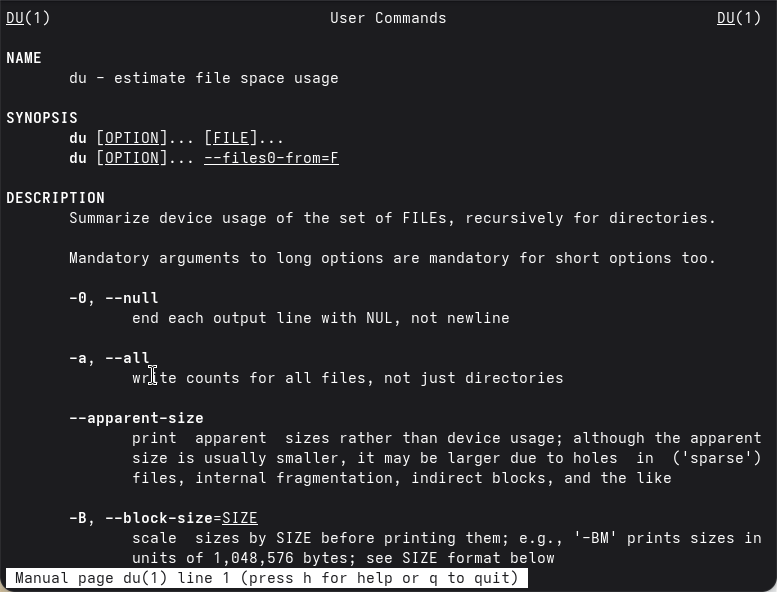 DU(1) User Commands DU(1)
NAME
du - estimate file space usage
SYNOPSIS
du [OPTION]... [FILE]...
du [OPTION]... --files0-from=F
DESCRIPTION
Summarize device usage of the set of FILEs, recursively for directories.
Mandatory arguments to long options are mandatory for short options too.
-0, --null
end each output line with NUL, not newline
-a, --all
write counts for all files, not just directories
--apparent-size
print apparent sizes rather than device usage; although the apparent
size is usually smaller, it may be larger due to holes in ('sparse')
files, internal fragmentation, indirect blocks, and the like
-B, --block-size=SIZE
scale sizes by SIZE before printing them; e.g., '-BM' prints sizes in
units of 1,048,576 bytes; see SIZE format below
Manual page du(1) line 1 (press h for help or q to quit)